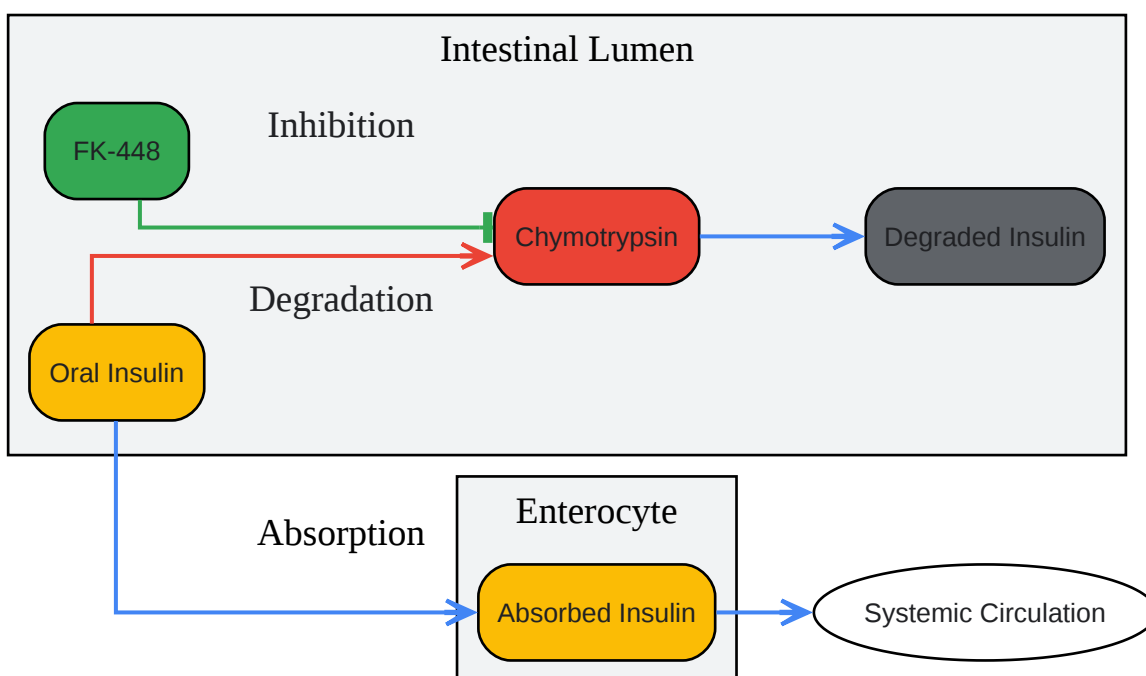 Intestinal Lumen
Inhibition
FK-448
Chymotrypsin
Degraded Insulin
Degradation
Oral Insulin
Enterocyte
Absorption
Absorbed Insulin
Systemic Circulation